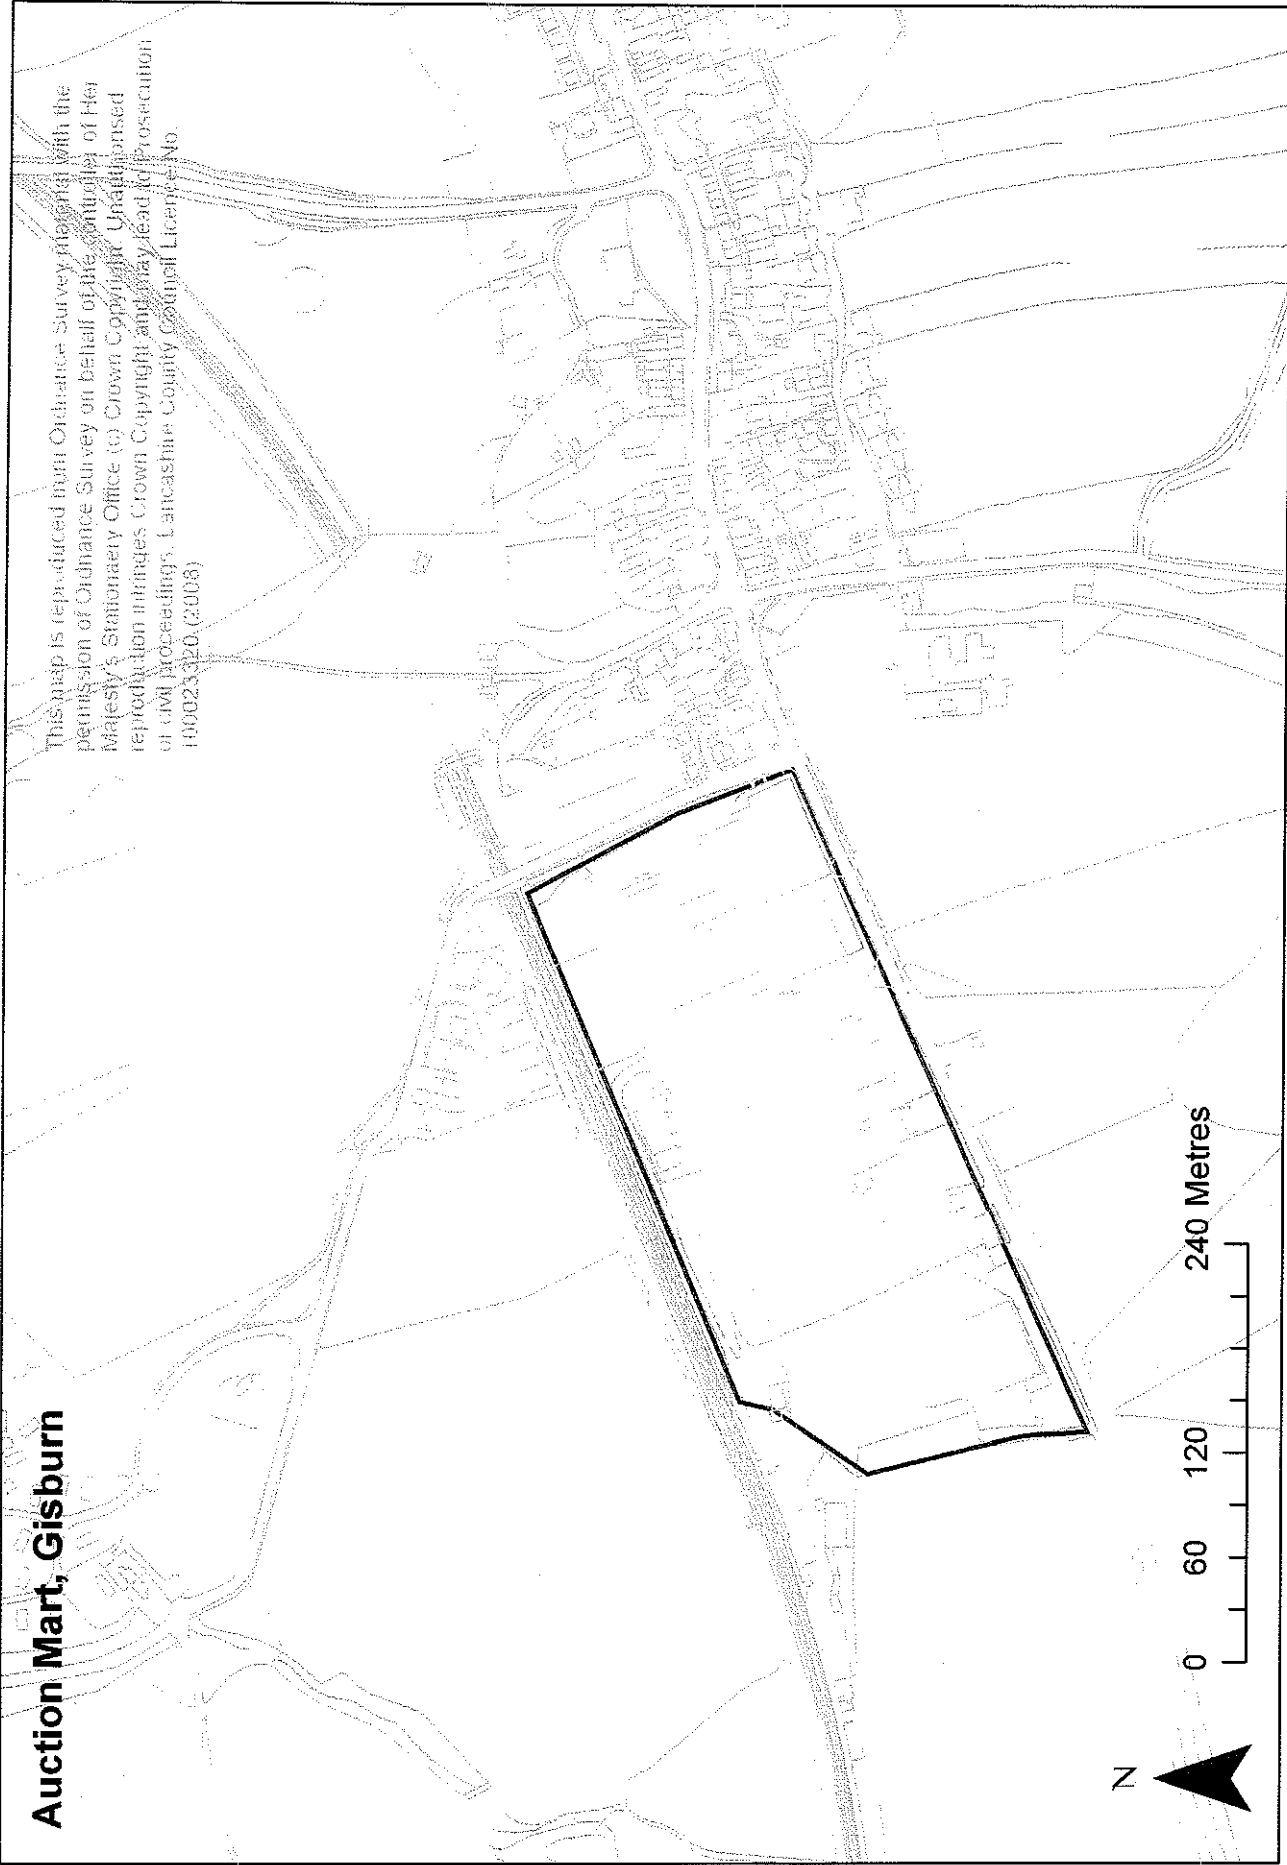 Auction Mart, Gisburn
This map is reproduced from Ordnance Survey mapping with the
permission of Ordnance Survey on behalf of the controller of Her
Majesty's Stationaery Office (c) Crown Copyright. Unauthorised
reproduction infringes Crown Copyright and may lead to Prosecution
or civil proceedings. Lancashire County Council Licence No.
100023320 (2008)
N
0 60 120 240 Metres